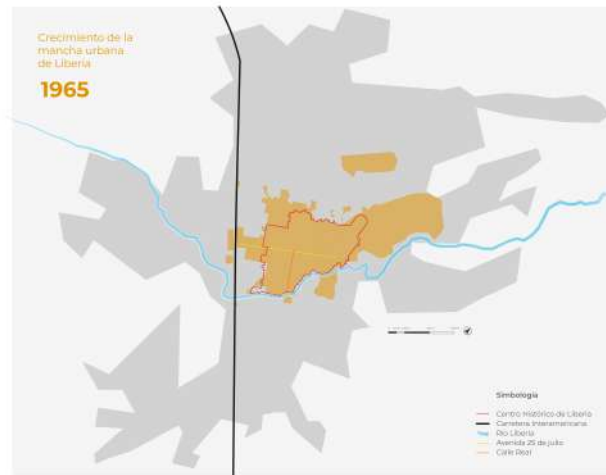 Crecimiento de la
mancha urbana
de Liberia
1965
Simbología
Centro Histórico de Liberia
Carretera Interamericana
Río Liberia
Avenida 25 de julio
Calle Real